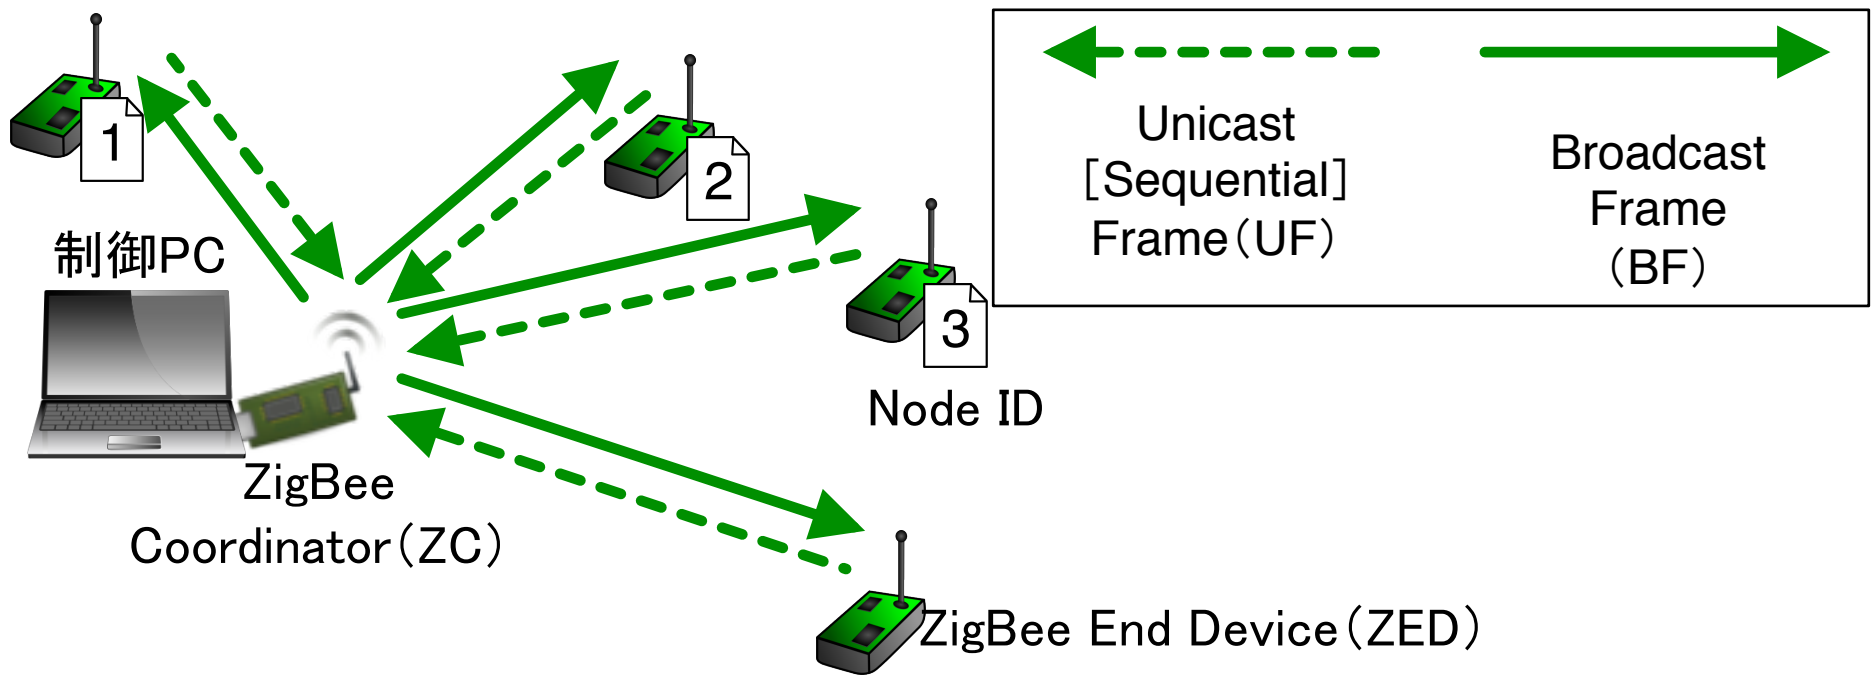 1
2
3
制御PC
Node ID
ZigBee
Coordinator(ZC)
ZigBee End Device(ZED)
Unicast
[Sequential]
Frame(UF)
Broadcast
Frame
(BF)